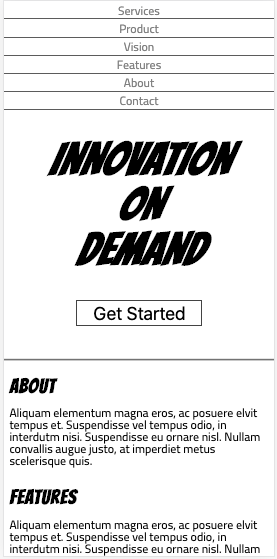 Services
Product
Vision
Features
About
Contact
INNOVATION
ON
DEMAND
Get Started
ABOUT
Aliquam elementum magna eros, ac posuere elvit
tempus et. Suspendisse vel tempus odio, in
interdutm nisi. Suspendisse eu ornare nisl. Nullam
convallis augue justo, at imperdiet metus
scelerisque quis.
FEATURES
Aliquam elementum magna eros, ac posuere elvit
tempus et. Suspendisse vel tempus odio, in
interdutm nisi. Suspendisse eu ornare nisl. Nullam